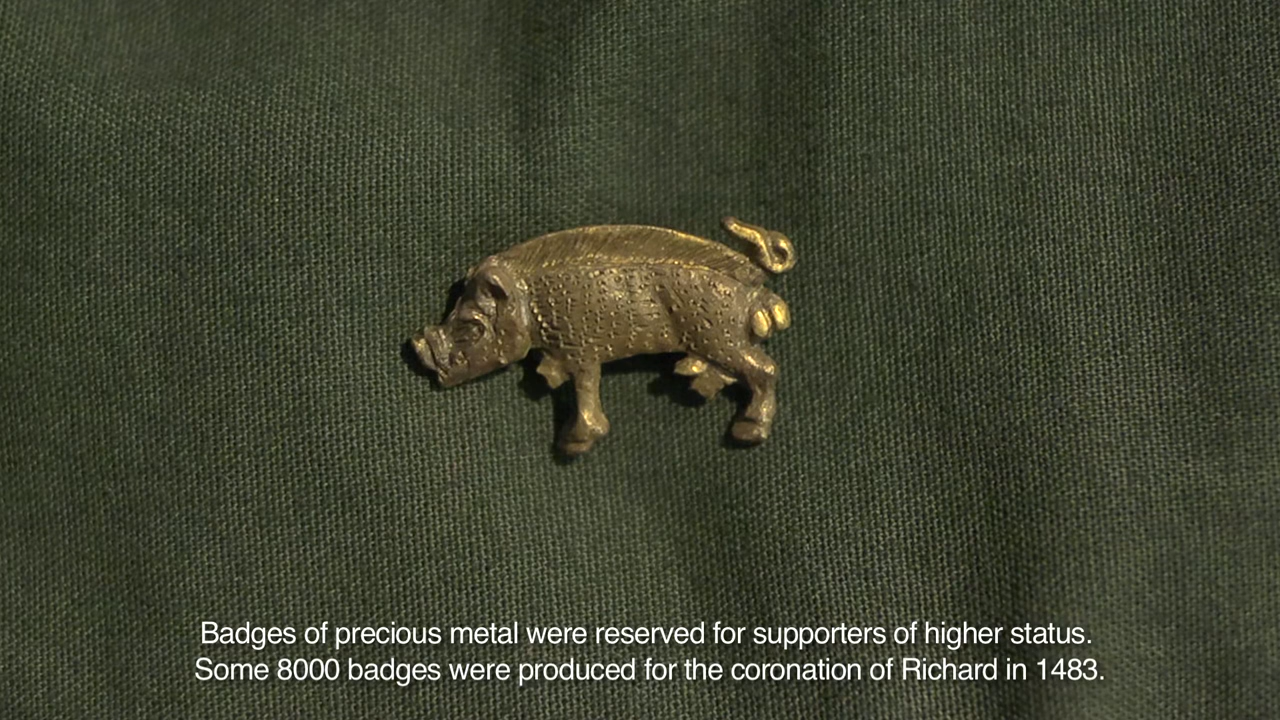 Badges of precious metal were reserved for supporters of higher status.
Some 8000 badges were produced for the coronation of Richard in 1483.